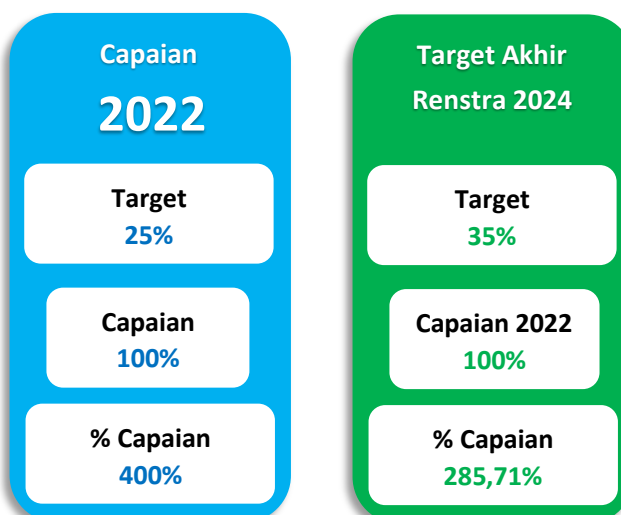 Capaian
2022
Target
25%
Capaian
100%
% Capaian
400%
Target Akhir
Renstra 2024
Target
35%
Capaian 2022
100%
% Capaian
285,71%